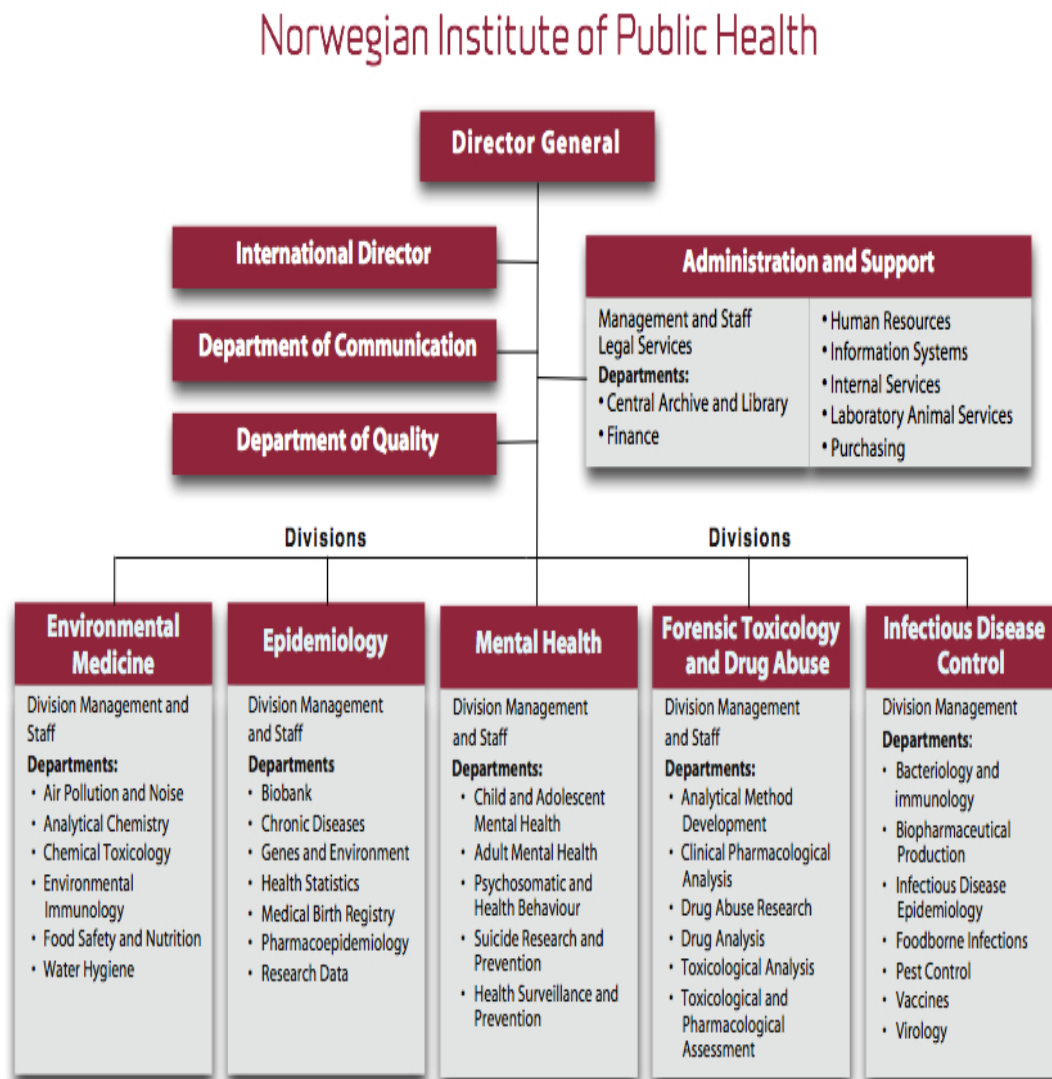 Norwegian Institute of Public Health
Director General
International Director
Department of Communication
Department of Quality
Administration and Support
Management and Staff
Legal Services
Departments:
• Central Archive and Library
• Finance
• Human Resources
• Information Systems
• Internal Services
• Laboratory Animal Services
• Purchasing
Divisions
Divisions
Environmental
Medicine
Division Management and
Staff
Departments:
• Air Pollution and Noise
• Analytical Chemistry
• Chemical Toxicology
• Environmental
Immunology
• Food Safety and Nutrition
• Water Hygiene
Epidemiology
Division Management
and Staff
Departments
• Biobank
• Chronic Diseases
• Genes and Environment
• Health Statistics
• Medical Birth Registry
• Pharmacoepidemiology
• Research Data
Mental Health
Division Management
and Staff
Departments:
• Child and Adolescent
Mental Health
• Adult Mental Health
• Psychosomatic and
Health Behaviour
• Suicide Research and
Prevention
• Health Surveillance and
Prevention
Forensic Toxicology
and Drug Abuse
Division Management
and Staff
Departments:
• Analytical Method
Development
• Clinical Pharmacological
Analysis
• Drug Abuse Research
• Drug Analysis
• Toxicological Analysis
• Toxicological and
Pharmacological
Assessment
Infectious Disease
Control
Division Management
Departments:
• Bacteriology and
immunology
• Biopharmaceutical
Production
• Infectious Disease
Epidemiology
• Foodborne Infections
• Pest Control
• Vaccines
• Virology